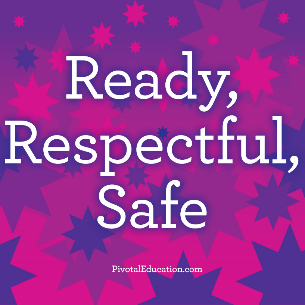 Ready,
Respectful,
Safe
PivotalEducation.com